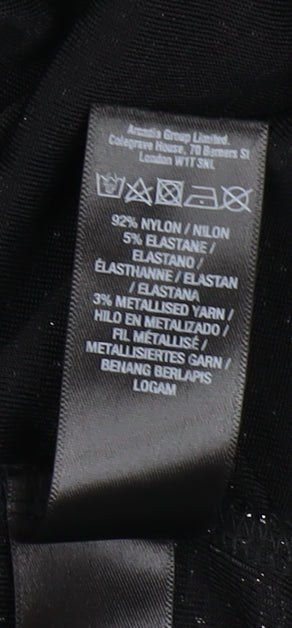 Arcadia Group Limited.
Colegrave House, 70 Berners St
London W1T 3NL
92% NYLON / NILON
5% ELASTANE /
ELASTANO /
ÉLASTHANNE / ELASTAN
/ ELASTANA
3% METALLISED YARN /
HILO EN METALIZADO /
FIL MÉTALLISÉ /
METALLISIERTES GARN /
BENANG BERLAPIS
LOGAM